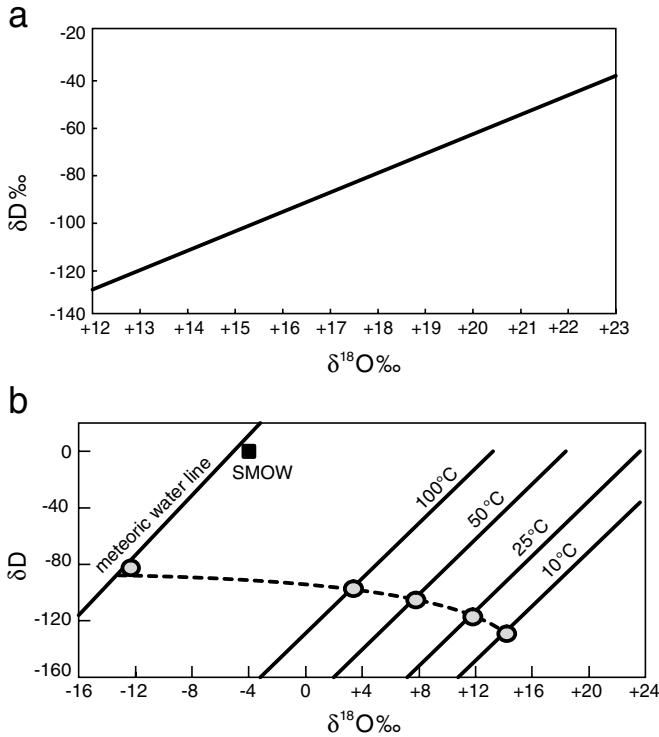 a
-20
-40
-60
-80
-100
-120
-140
δD‰
+12 +13 +14 +15 +16 +17 +18 +19 +20 +21 +22 +23
δ¹⁸O‰
b
0
-40
-80
-120
-160
δD
meteoric water line
SMOW
100°C
50°C
25°C
10°C
-16 -12 -8 -4 0 +4 +8 +12 +16 +20 +24
δ¹⁸O‰